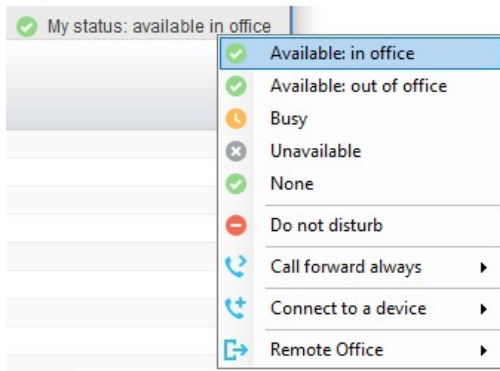 My status: available in office
Available: in office
Available: out of office
Busy
Unavailable
None
Do not disturb
Call forward always
Connect to a device
Remote Office